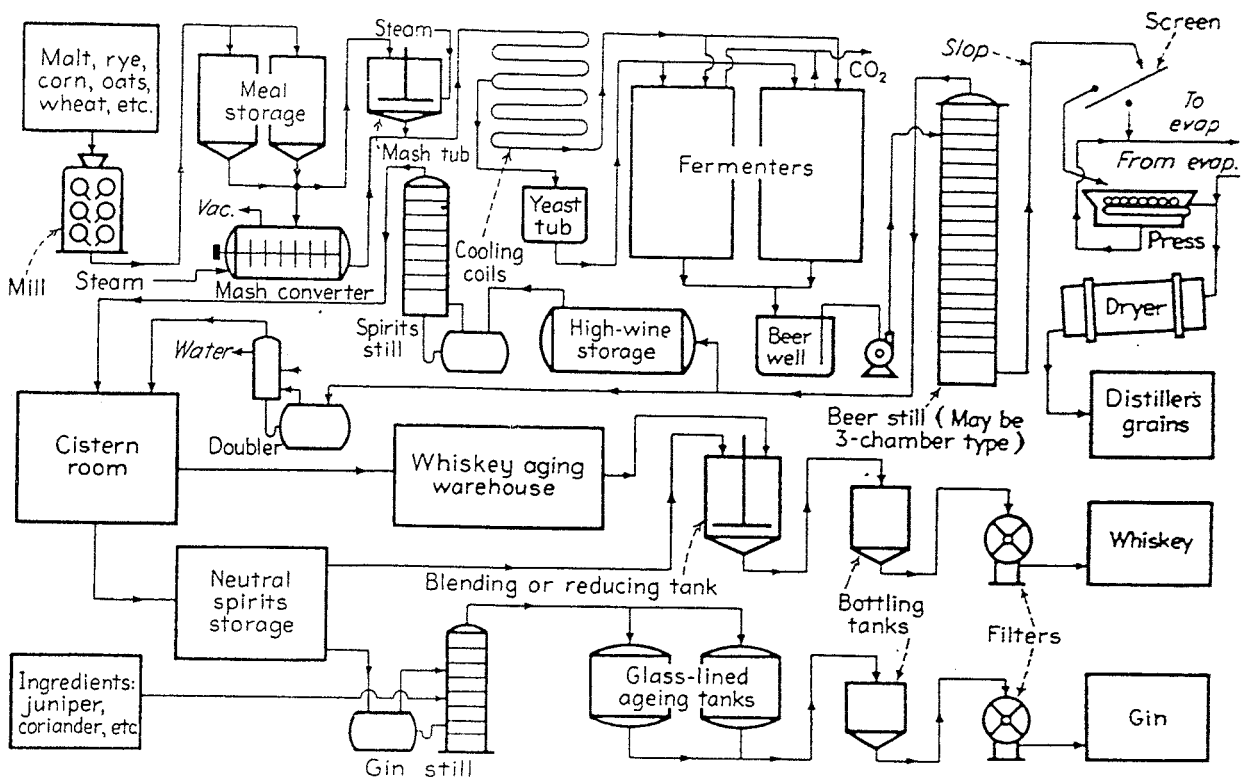 Malt, rye,
corn, oats,
wheat, etc.
Meal
storage
Steam
Mash tub
CO2
Slop
Screen
To
evap
From evap.
Press
Mill
Vac.
Steam
Mash converter
Cooling
coils
Yeast
tub
Fermenters
Spirits
still
High-wine
storage
Beer
well
Dryer
Water
Doubler
Beer still (May be
3-chamber type)
Distiller's
grains
Cistern
room
Whiskey aging
warehouse
Blending or reducing tank
Bottling
tanks
Filters
Whiskey
Neutral
spirits
storage
Ingredients:
juniper,
coriander, etc
Gin still
Glass-lined
ageing tanks
Gin